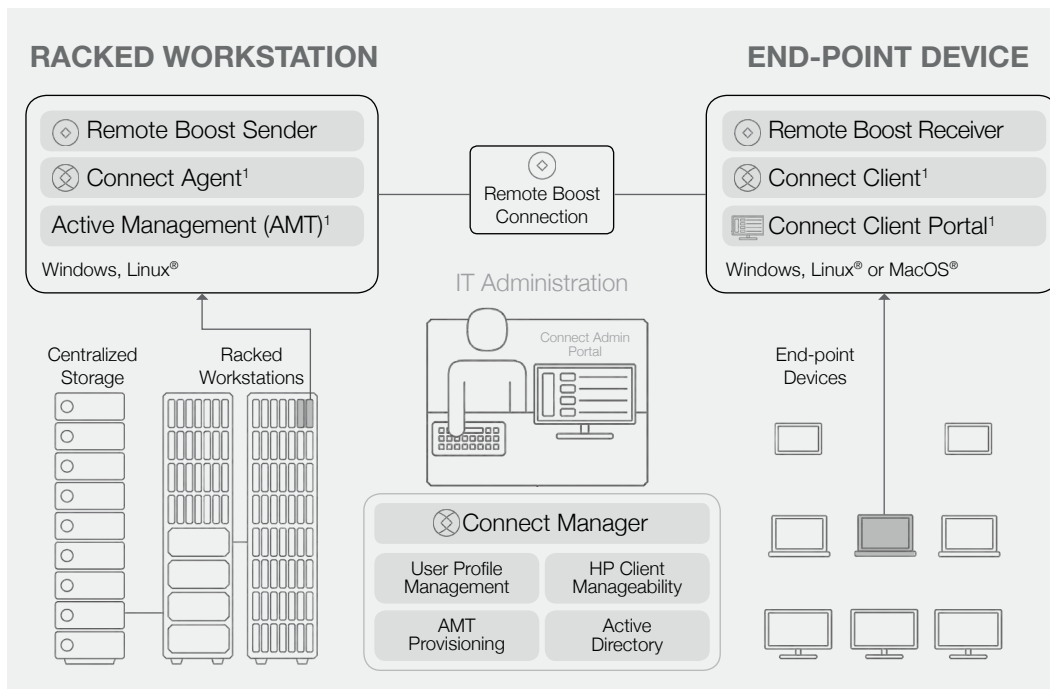 RACKED WORKSTATION
Remote Boost Sender
Connect Agent¹
Active Management (AMT)¹
Windows, Linux®
Remote Boost
Connection
END-POINT DEVICE
Remote Boost Receiver
Connect Client¹
Connect Client Portal¹
Windows, Linux® or MacOS®
IT Administration
Connect Admin
Portal
Centralized
Storage
Racked
Workstations
End-point
Devices
Connect Manager
User Profile
Management
HP Client
Manageability
AMT
Provisioning
Active
Directory